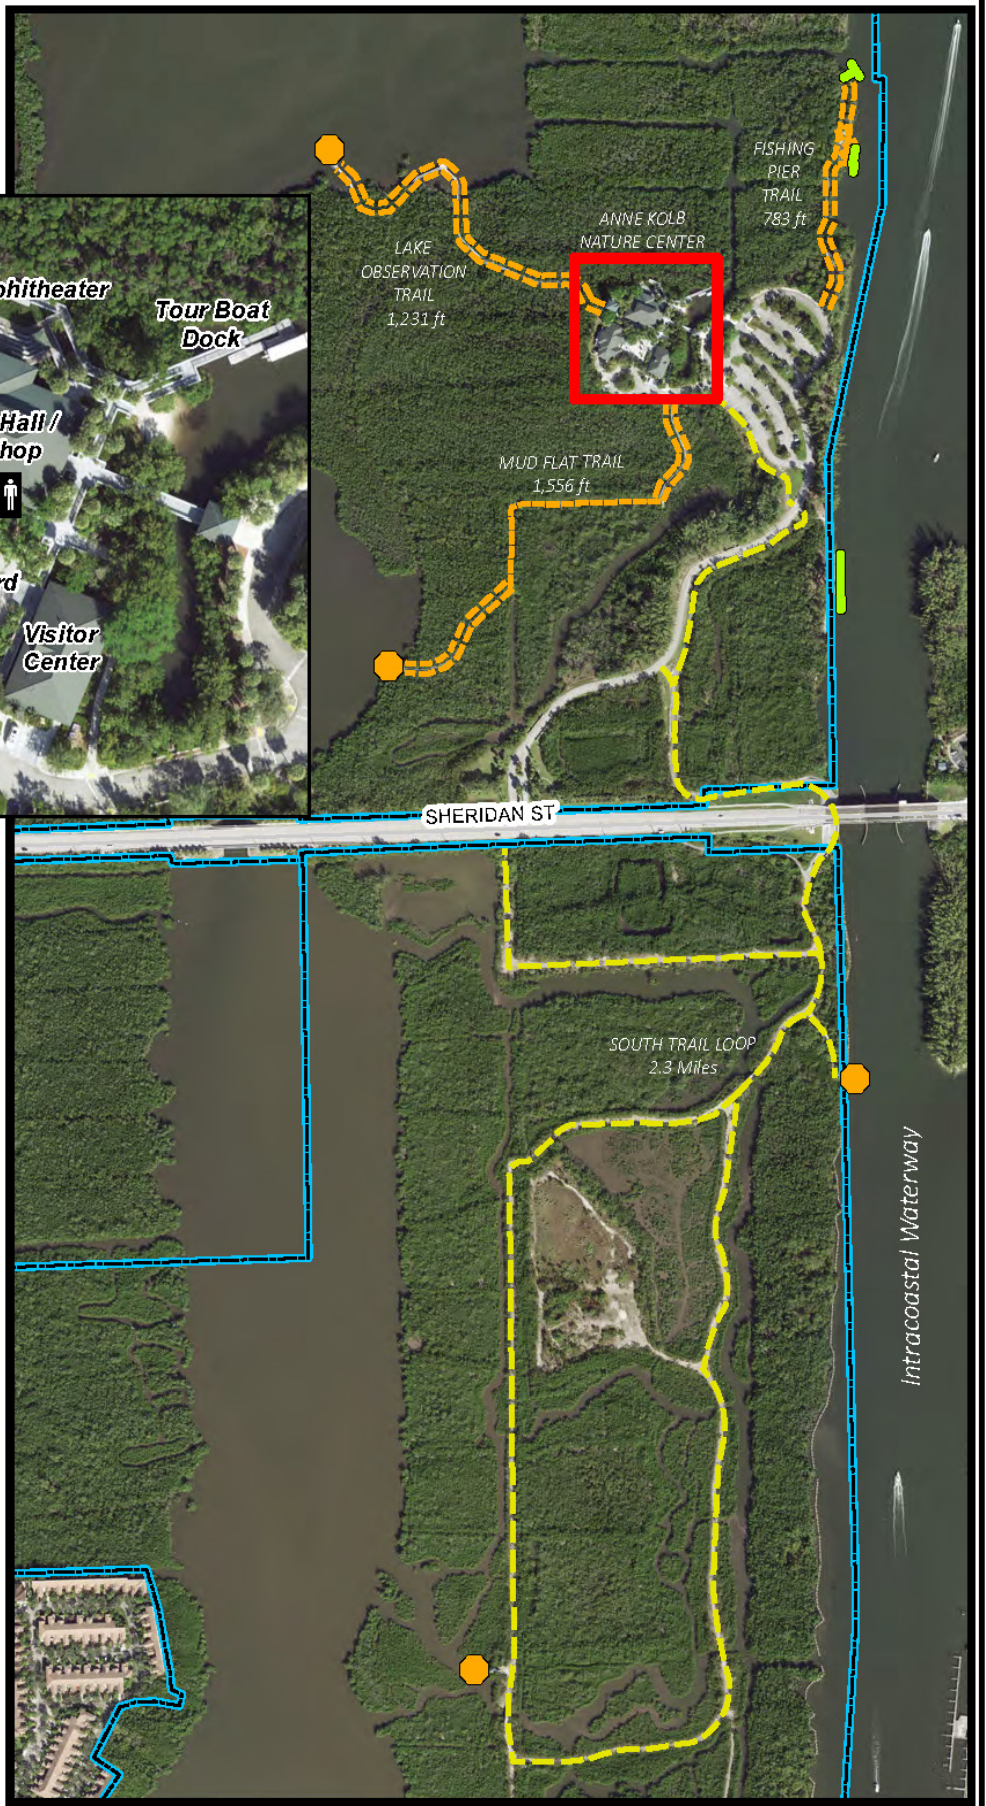 FISHING
PIER
TRAIL
783 ft
ANNE KOLB
NATURE CENTER
LAKE
OBSERVATION
TRAIL
1,231 ft
phitheater
Tour Boat
Dock
Hall /
hop
rd
Visitor
Center
MUD FLAT TRAIL
1,556 ft
SHERIDAN ST
SOUTH TRAIL LOOP
2.3 Miles
Intracoastal Waterway